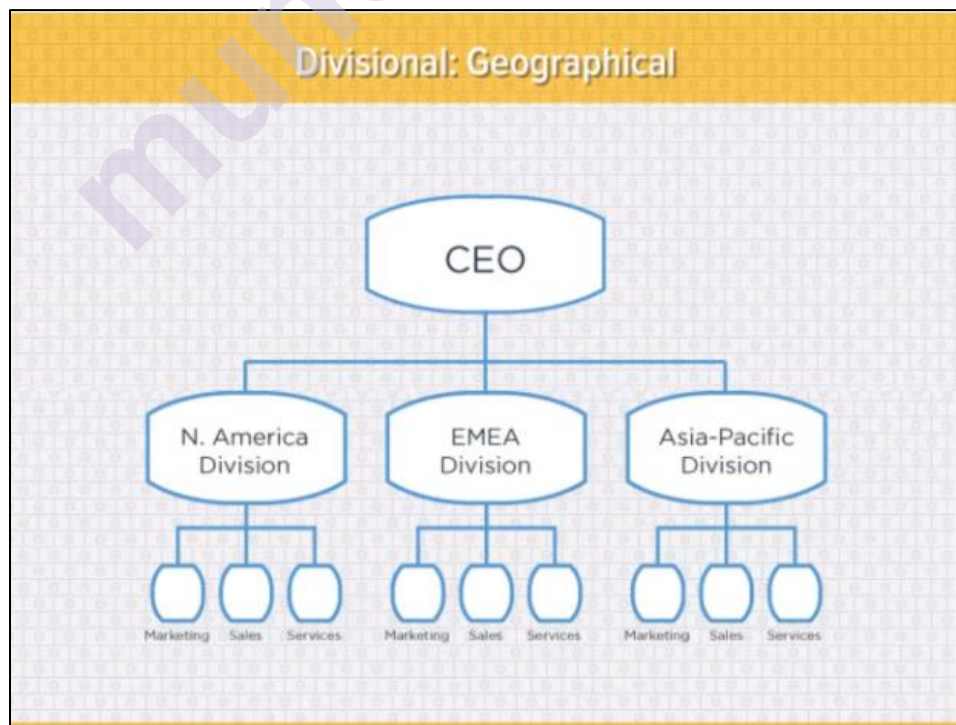 Divisional: Geographical
CEO
N. America
Division
EMEA
Division
Asia-Pacific
Division
Marketing Sales Services
Marketing Sales Services
Marketing Sales Services